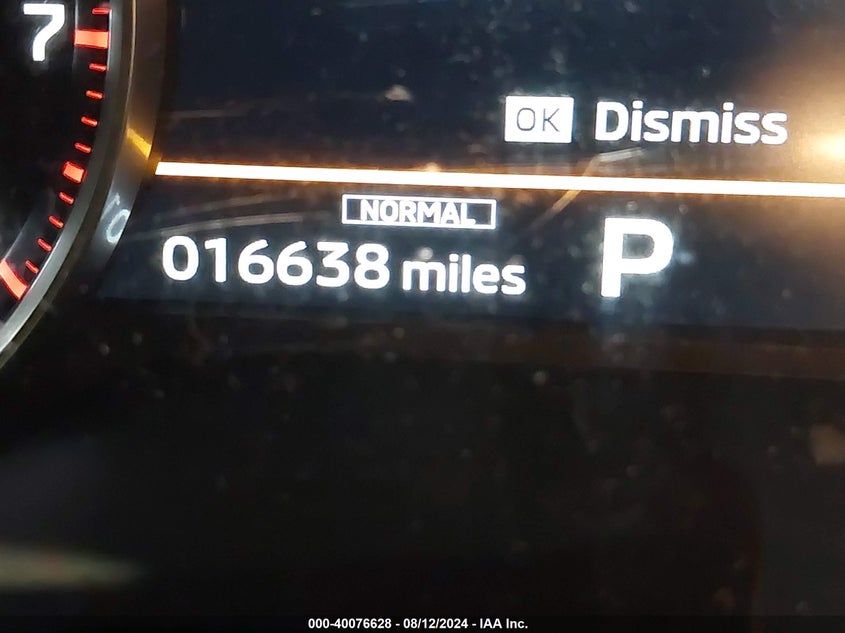 7
OK Dismiss
NORMAL
016638 miles P
000-40076628 - 08/12/2024 - IAA Inc.